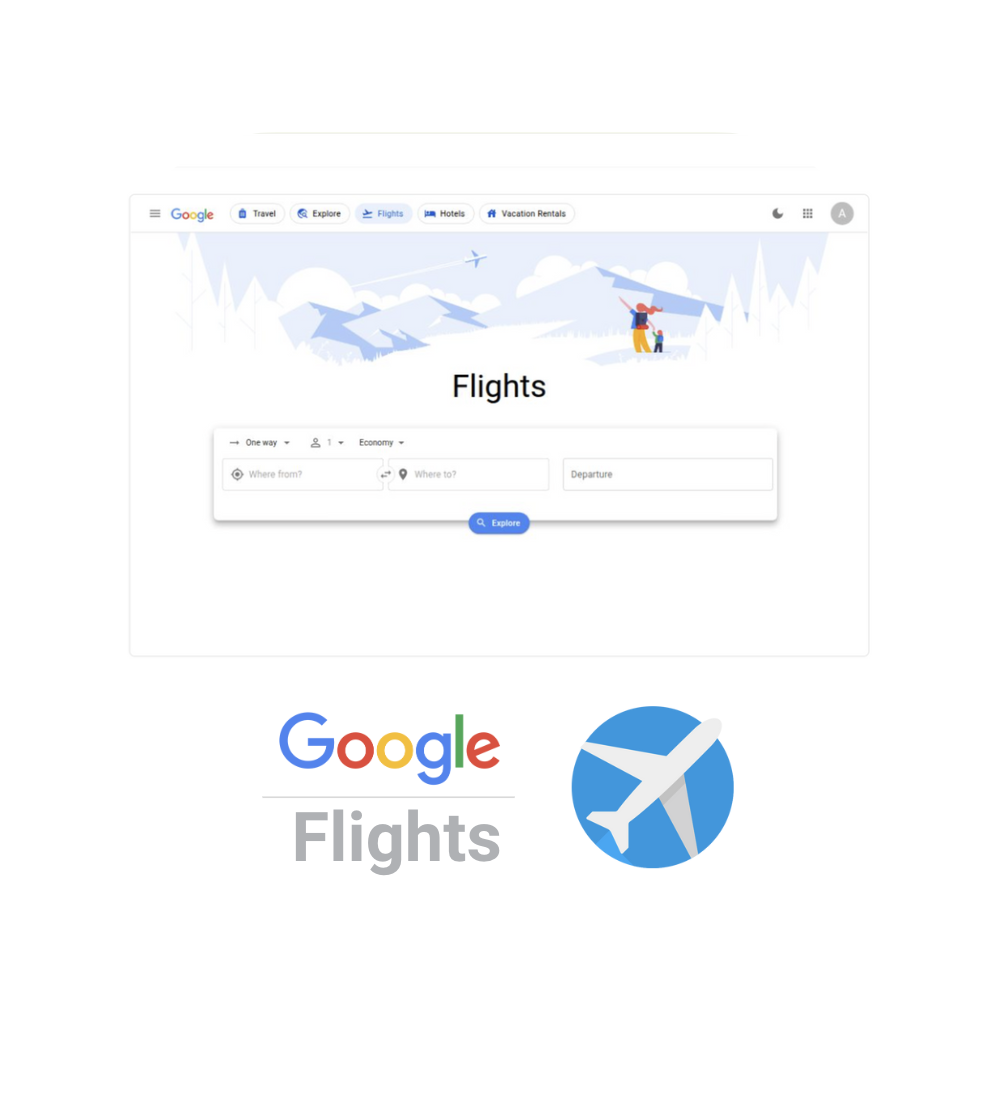 Google Travel Explore Flights Hotels Vacation Rentals A
Flights
One way 1 Economy
Where from? Where to? Departure
Explore
Google
Flights